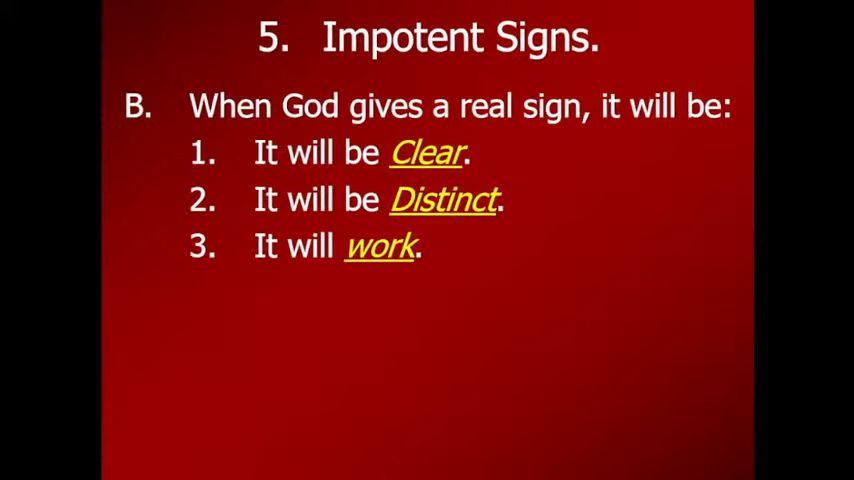 5. Impotent Signs.
B. When God gives a real sign, it will be:
1. It will be Clear.
2. It will be Distinct.
3. It will work.